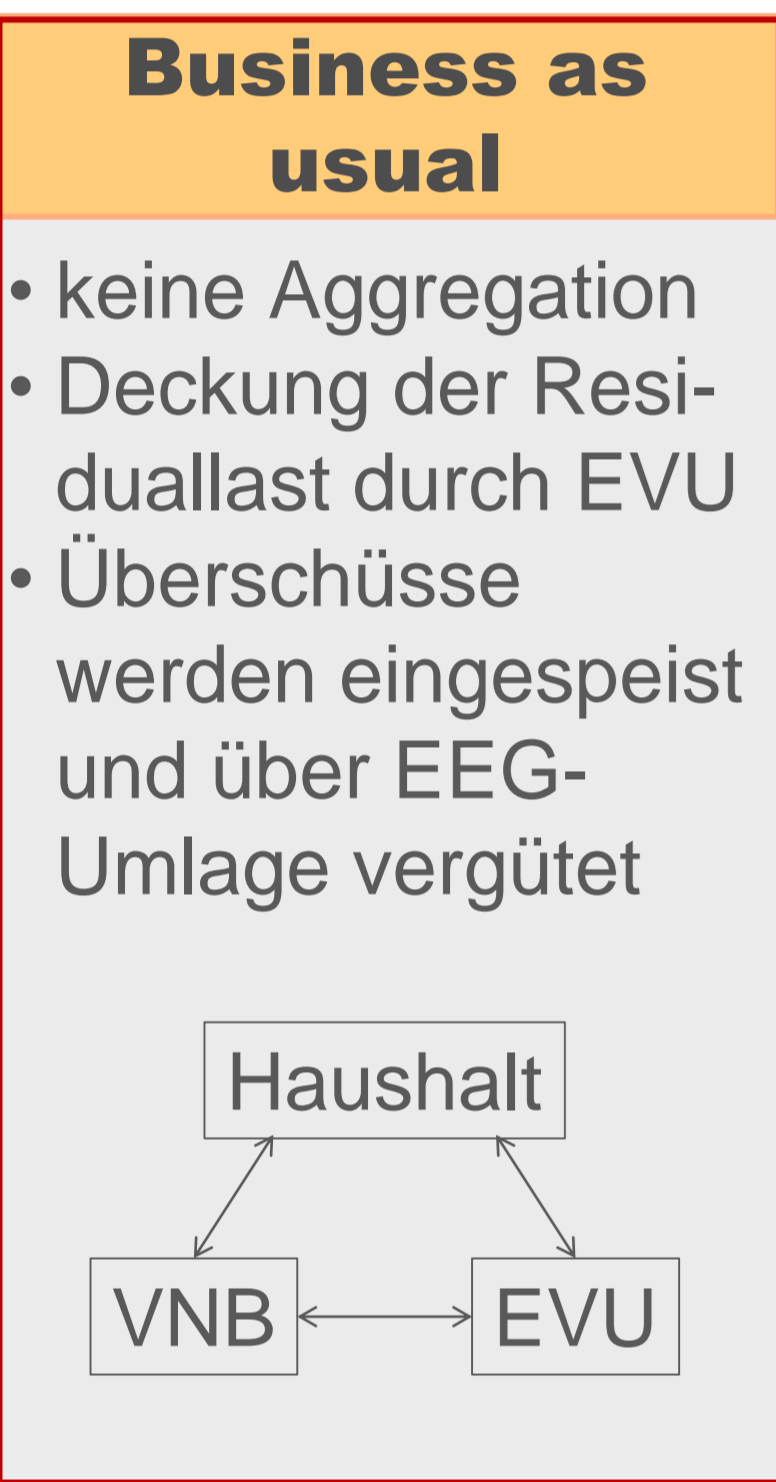 Business as
usual
• keine Aggregation
• Deckung der Resi-
duallast durch EVU
• Überschüsse
werden eingespeist
und über EEG-
Umlage vergütet
Haushalt
VNB
EVU